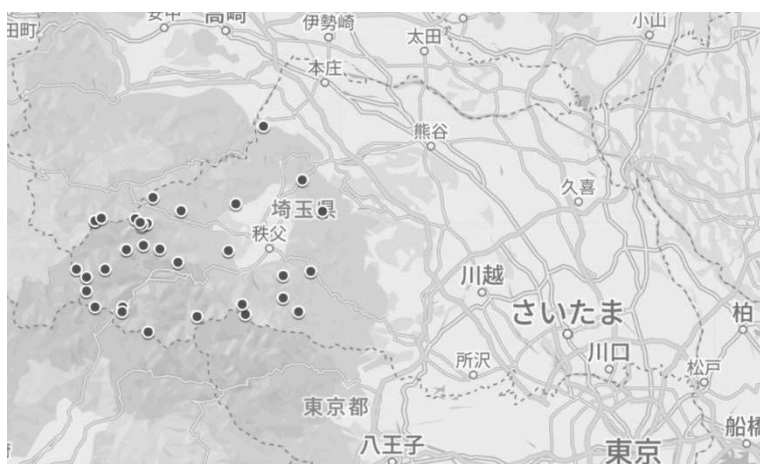 安中
高崎
伊勢崎
小山
田町
太田
本庄
熊谷
久喜
埼玉県
秩父
川越
さいたま
柏
川口
所沢
松戸
東京都
船橋
八王子
東京